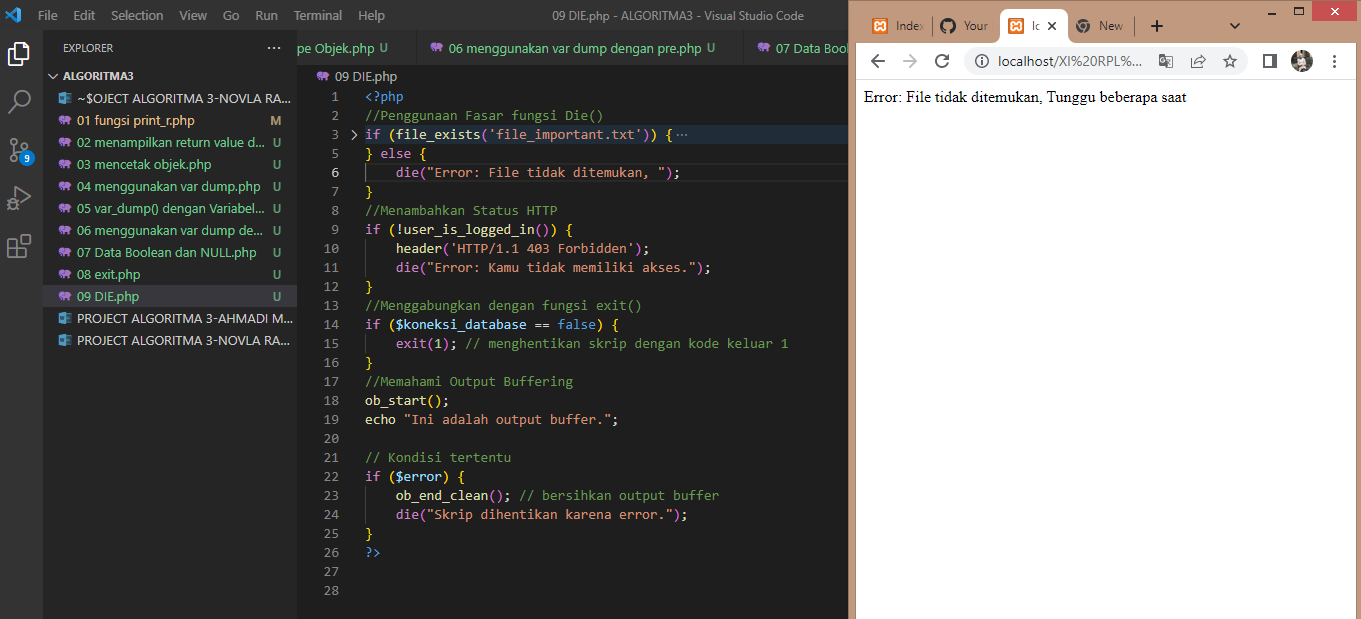 File Edit Selection View Go Run Terminal Help
09 DIE.php - ALGORITMA3 - Visual Studio Code
EXPLORER
ALGORITMA3
~$OJECT ALGORITMA 3-NOVLA RA...
01 fungsi print_r.php M
02 menampilkan return value d... U
03 mencetak objek.php U
04 menggunakan var dump.php U
05 var_dump() dengan Variabel... U
06 menggunakan var dump de... U
07 Data Boolean dan NULL.php U
08 exit.php U
09 DIE.php U
PROJECT ALGORITMA 3-AHMADI M...
PROJECT ALGORITMA 3-NOVLA RA...
9
pe Objek.php U
06 menggunakan var dump dengan pre.php U
07 Data Bool
09 DIE.php
1 <?php
2 //Penggunaan Fasar fungsi Die()
3 if (file_exists('file_important.txt')) { ...
5 } else {
6 die("Error: File tidak ditemukan, ");
7 }
8 //Menambahkan Status HTTP
9 if (!user_is_logged_in()) {
10 header('HTTP/1.1 403 Forbidden');
11 die("Error: Kamu tidak memiliki akses.");
12 }
13 //Menggabungkan dengan fungsi exit()
14 if ($koneksi_database == false) {
15 exit(1); // menghentikan skrip dengan kode keluar 1
16 }
17 //Memahami Output Buffering
18 ob_start();
19 echo "Ini adalah output buffer.";
20
21 // Kondisi tertentu
22 if ($error) {
23 ob_end_clean(); // bersihkan output buffer
24 die("Skrip dihentikan karena error.");
25 }
26 ?>
27
28
Index
Your
lc
New
localhost/XI%20RPL%...
Error: File tidak ditemukan, Tunggu beberapa saat